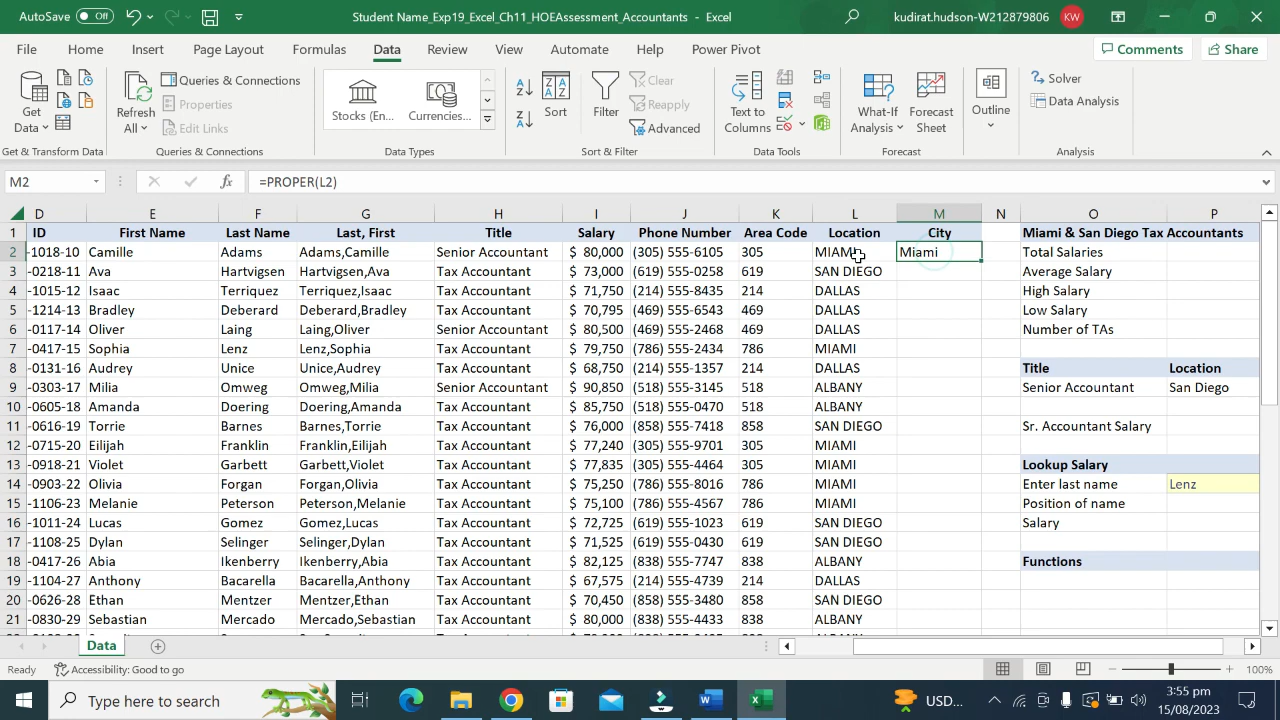 AutoSave Off Student Name_Exp19_Excel_Ch11_HOEAssessment_Accountants - Excel kudirat.hudson-W212879806 KW
File Home Insert Page Layout Formulas Data Review View Automate Help Power Pivot Comments Share
Get Data Refresh All Queries & Connections Properties Edit Links Stocks (En... Currencies... Sort Filter Clear Reapply Advanced Text to Columns What-If Analysis Forecast Sheet Outline Solver Data Analysis
Get & Transform Data Queries & Connections Data Types Sort & Filter Data Tools Forecast Analysis
M2 fx =PROPER(L2)
D E F G H I J K L M N O P
1 ID First Name Last Name Last, First Title Salary Phone Number Area Code Location City Miami & San Diego Tax Accountants
2 -1018-10 Camille Adams Adams,Camille Senior Accountant $ 80,000 (305) 555-6105 305 MIAMI Miami Total Salaries
3 -0218-11 Ava Hartvigsen Hartvigsen,Ava Tax Accountant $ 73,000 (619) 555-0258 619 SAN DIEGO Average Salary
4 -1015-12 Isaac Terriquez Terriquez,Isaac Tax Accountant $ 71,750 (214) 555-8435 214 DALLAS High Salary
5 -1214-13 Bradley Deberard Deberard,Bradley Tax Accountant $ 70,795 (469) 555-6543 469 DALLAS Low Salary
6 -0117-14 Oliver Laing Laing,Oliver Senior Accountant $ 80,500 (469) 555-2468 469 DALLAS Number of TAs
7 -0417-15 Sophia Lenz Lenz,Sophia Tax Accountant $ 79,750 (786) 555-2434 786 MIAMI
8 -0131-16 Audrey Unice Unice,Audrey Tax Accountant $ 68,750 (214) 555-1357 214 DALLAS Title Location
9 -0303-17 Milia Omweg Omweg,Milia Senior Accountant $ 90,850 (518) 555-3145 518 ALBANY Senior Accountant San Diego
10 -0605-18 Amanda Doering Doering,Amanda Tax Accountant $ 85,750 (518) 555-0470 518 ALBANY
11 -0616-19 Torrie Barnes Barnes,Torrie Tax Accountant $ 76,000 (858) 555-7418 858 SAN DIEGO Sr. Accountant Salary
12 -0715-20 Eilijah Franklin Franklin,Eilijah Tax Accountant $ 77,240 (305) 555-9701 305 MIAMI
13 -0918-21 Violet Garbett Garbett,Violet Tax Accountant $ 77,835 (305) 555-4464 305 MIAMI Lookup Salary
14 -0903-22 Olivia Forgan Forgan,Olivia Tax Accountant $ 75,250 (786) 555-8016 786 MIAMI Enter last name Lenz
15 -1106-23 Melanie Peterson Peterson,Melanie Tax Accountant $ 75,100 (786) 555-4567 786 MIAMI Position of name
16 -1011-24 Lucas Gomez Gomez,Lucas Tax Accountant $ 72,725 (619) 555-1023 619 SAN DIEGO Salary
17 -1108-25 Dylan Selinger Selinger,Dylan Tax Accountant $ 71,525 (619) 555-0430 619 SAN DIEGO
18 -0417-26 Abia Ikenberry Ikenberry,Abia Tax Accountant $ 82,125 (838) 555-7747 838 ALBANY Functions
19 -1104-27 Anthony Bacarella Bacarella,Anthony Tax Accountant $ 67,575 (214) 555-4739 214 DALLAS
20 -0626-28 Ethan Mentzer Mentzer,Ethan Tax Accountant $ 70,450 (858) 555-3480 858 SAN DIEGO
21 -0830-29 Sebastian Mercado Mercado,Sebastian Tax Accountant $ 80,000 (838) 555-4433 838 ALBANY
Data
Ready Accessibility: Good to go 100%
Type here to search USD... 3:55 pm
15/08/2023